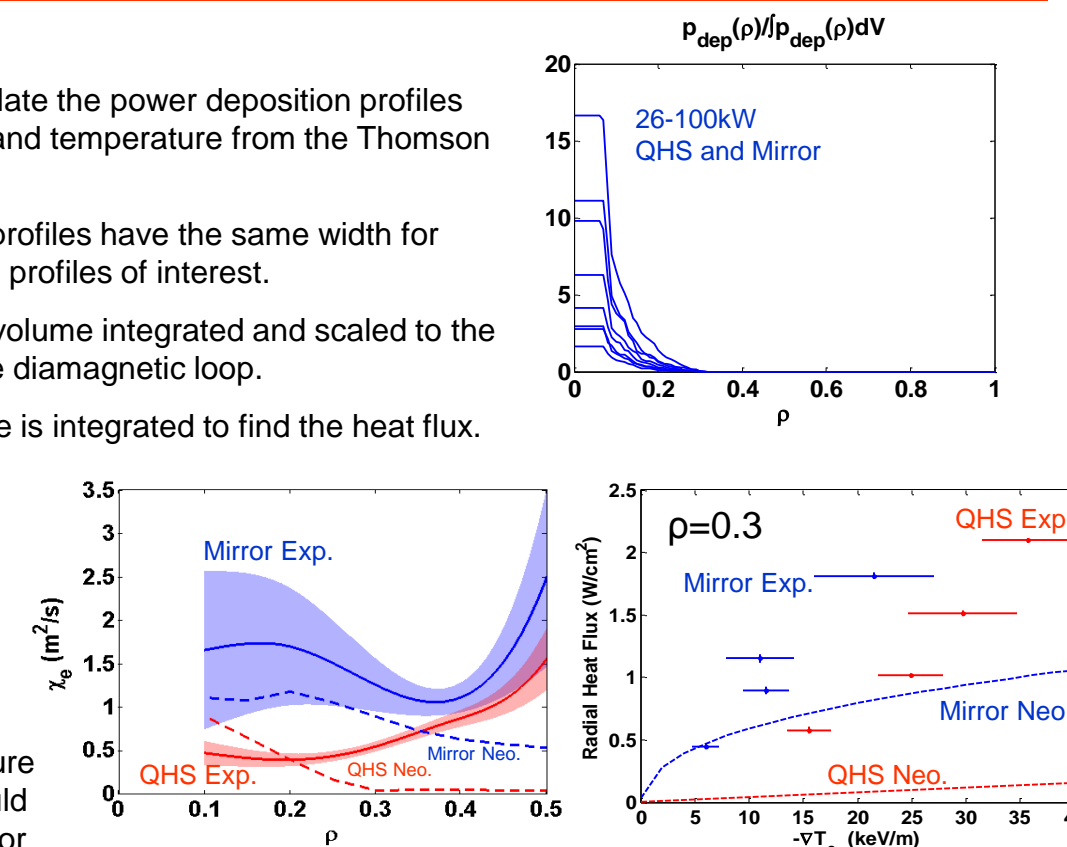 p_dep(ρ)/∫p_dep(ρ)dV
late the power deposition profiles
and temperature from the Thomson
profiles have the same width for
profiles of interest.
volume integrated and scaled to the
e diamagnetic loop.
e is integrated to find the heat flux.
20
15
10
5
0
26-100kW
QHS and Mirror
0 0.2 0.4 0.6 0.8 1
ρ
3.5
3
2.5
2
1.5
1
0.5
0
χ_e (m²/s)
Mirror Exp.
Mirror Neo.
QHS Exp.
QHS Neo.
0 0.1 0.2 0.3 0.4 0.5
ρ
2.5
2
1.5
1
0.5
0
Radial Heat Flux (W/cm²)
ρ=0.3
QHS Exp
Mirror Exp.
Mirror Neo
QHS Neo.
0 5 10 15 20 25 30 35 4
-∇T (keV/m)
ure
uld
or